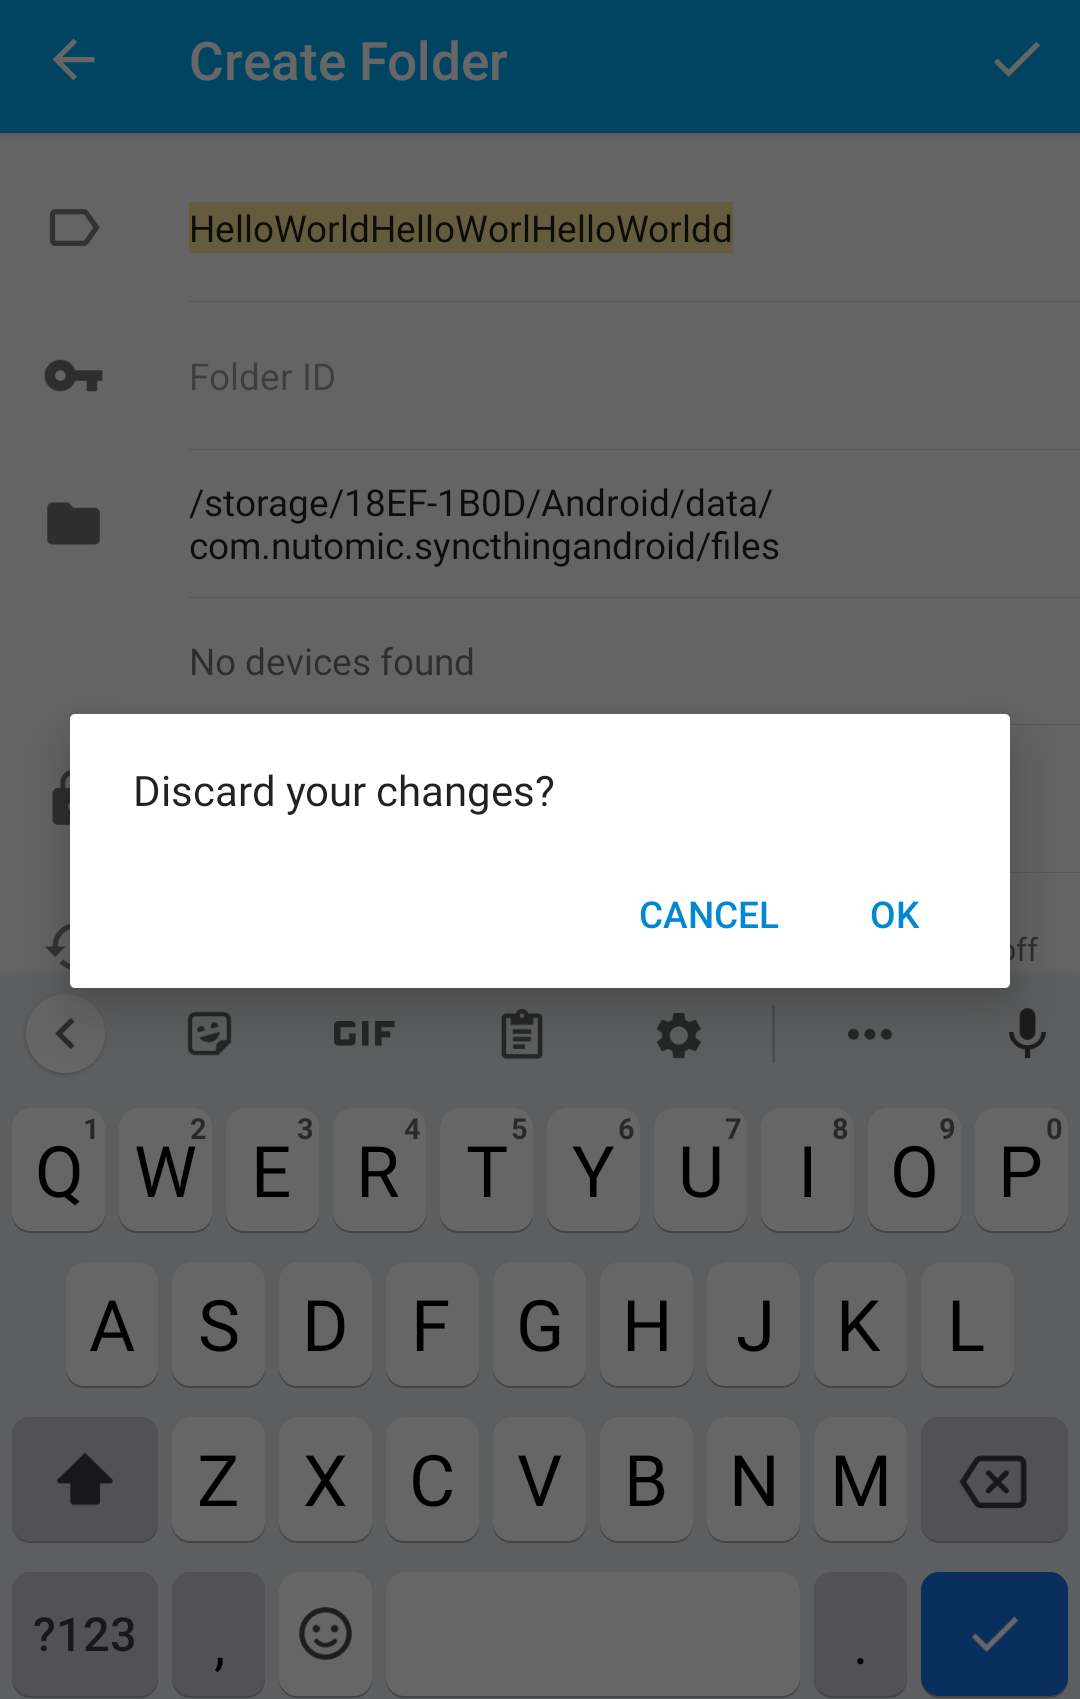 Create Folder
HelloWorldHelloWorlHelloWorldd
Folder ID
/storage/18EF-1B0D/Android/data/
com.nutomic.syncthingandroid/files
No devices found
Discard your changes?
CANCEL OK
off
GIF
1 2 3 4 5 6 7 8 9 0
Q W E R T Y U I O P
A S D F G H J K L
Z X C V B N M
?123 , .